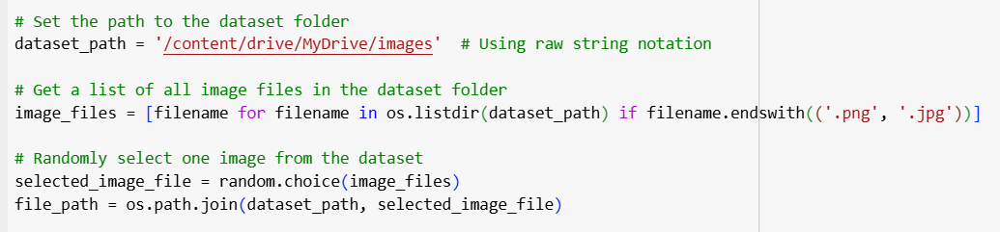 # Set the path to the dataset folder
dataset_path = '/content/drive/MyDrive/images'  # Using raw string notation
# Get a list of all image files in the dataset folder
image_files = [filename for filename in os.listdir(dataset_path) if filename.endswith(('.png', '.jpg'))]
# Randomly select one image from the dataset
selected_image_file = random.choice(image_files)
file_path = os.path.join(dataset_path, selected_image_file)